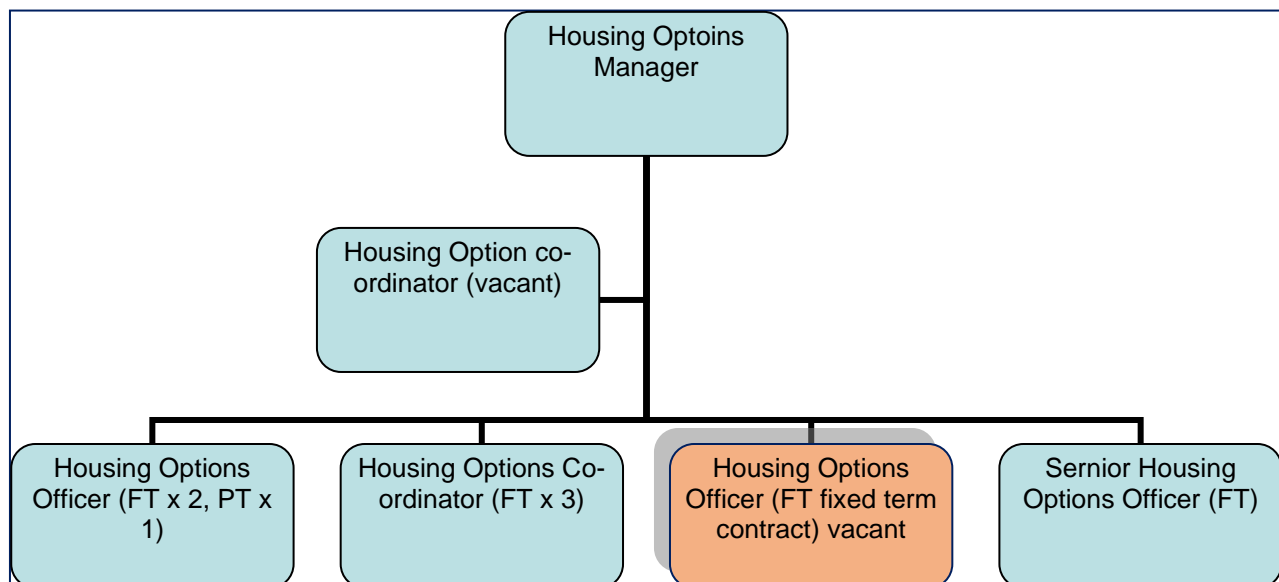 Housing Optoins
Manager
Housing Option co-
ordinator (vacant)
Housing Options
Officer (FT x 2, PT x
1)
Housing Options Co-
ordinator (FT x 3)
Housing Options
Officer (FT fixed term
contract) vacant
Sernior Housing
Options Officer (FT)